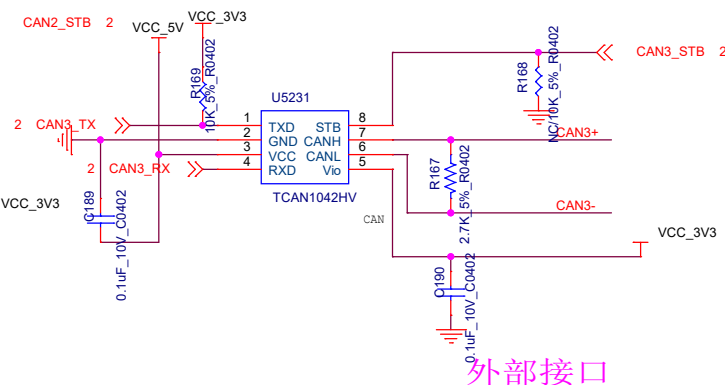 CAN2_STB 2
VCC_5V
VCC_3V3
R169
10K_5%_R0402
CAN3_STB 2
R168
NC/10K_5%_R0402
U5231
2 CAN3_TX
1 TXD STB 8
2 GND CANH 7
3 VCC CANL 6
4 RXD Vio 5
2 CAN3_RX
TCAN1042HV
CAN3+
R167
2.7K_5%_R0402
CAN3-
CAN
VCC_3V3
C189
0.1uF_10V_C0402
VCC_3V3
C190
0.1uF_10V_C0402
外部接口